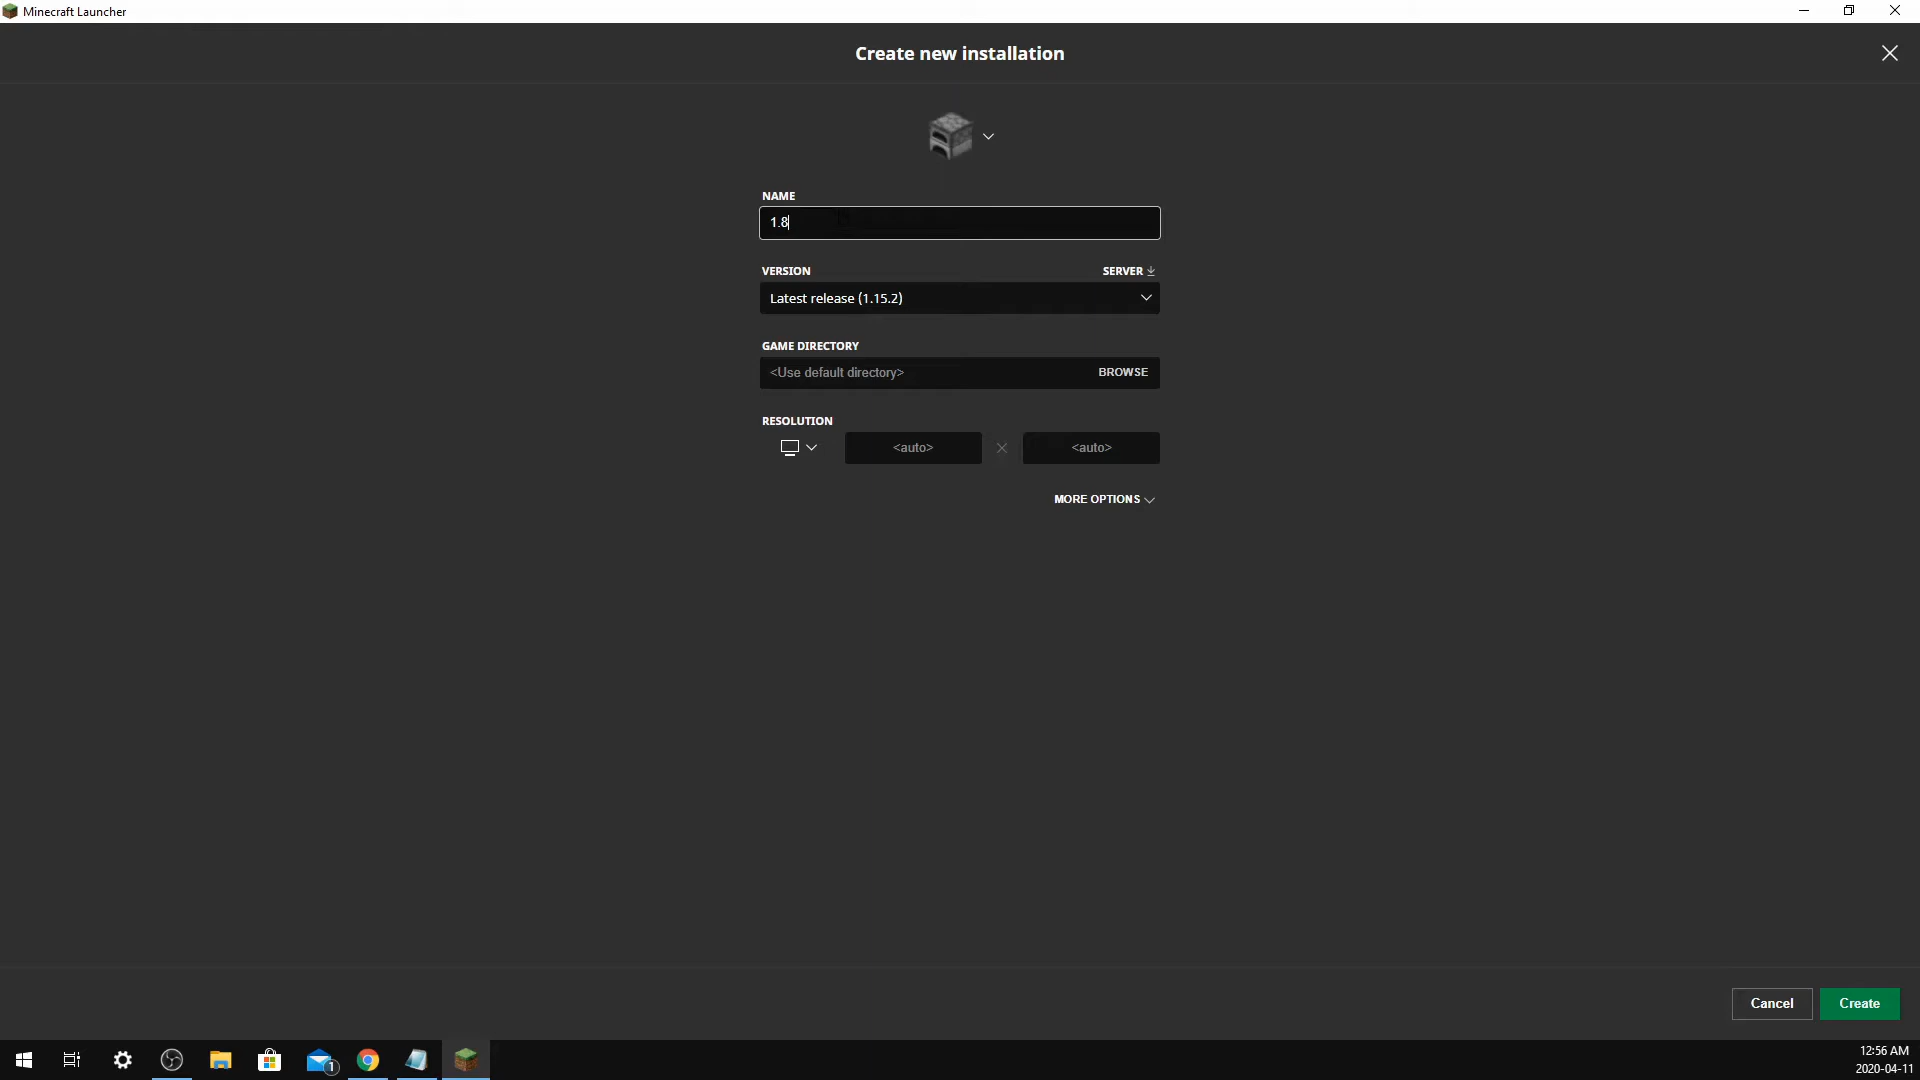 Minecraft Launcher
Create new installation
NAME
1.8
VERSION
SERVER
Latest release (1.15.2)
GAME DIRECTORY
<Use default directory>
BROWSE
RESOLUTION
<auto>
<auto>
MORE OPTIONS
Cancel
Create
1
12:56 AM
2020-04-11